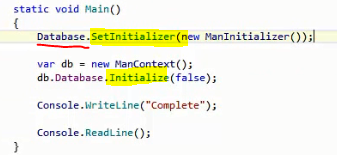 static void Main()
{
Database.SetInitializer(new ManInitializer());
var db = new ManContext();
db.Database.Initialize(false);
Console.WriteLine("Complete");
Console.ReadLine();
}